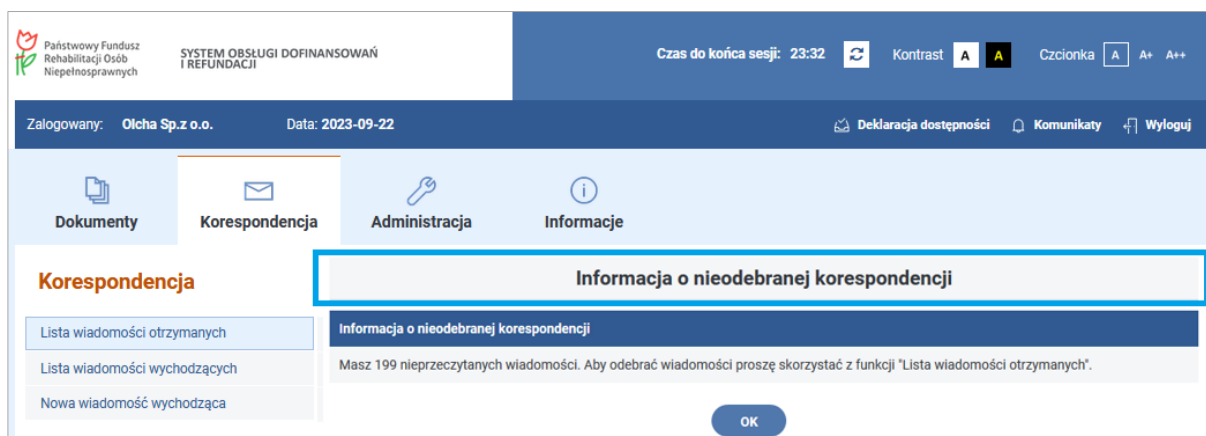 Państwowy Fundusz
Rehabilitacji Osób
Niepełnosprawnych
SYSTEM OBSŁUGI DOFINANSOWAŃ
I REFUNDACJI
Czas do końca sesji: 23:32 Kontrast A A Czcionka A A+ A++
Zalogowany: Olcha Sp.z o.o. Data: 2023-09-22 Deklaracja dostępności Komunikaty Wyloguj
Dokumenty Korespondencja Administracja Informacje
Korespondencja
Informacja o nieodebranej korespondencji
Lista wiadomości otrzymanych
Lista wiadomości wychodzących
Nowa wiadomość wychodząca
Informacja o nieodebranej korespondencji
Masz 199 nieprzeczytanych wiadomości. Aby odebrać wiadomości proszę skorzystać z funkcji "Lista wiadomości otrzymanych".
OK